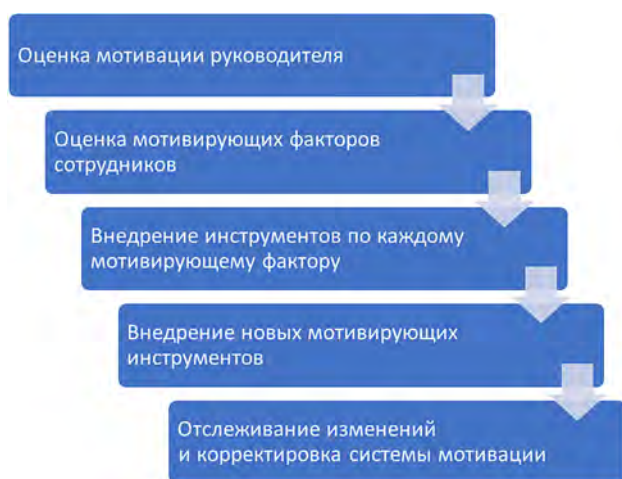 Оценка мотивации руководителя
Оценка мотивирующих факторов
сотрудников
Внедрение инструментов по каждому
мотивирующему фактору
Внедрение новых мотивирующих
инструментов
Отслеживание изменений
и корректировка системы мотивации